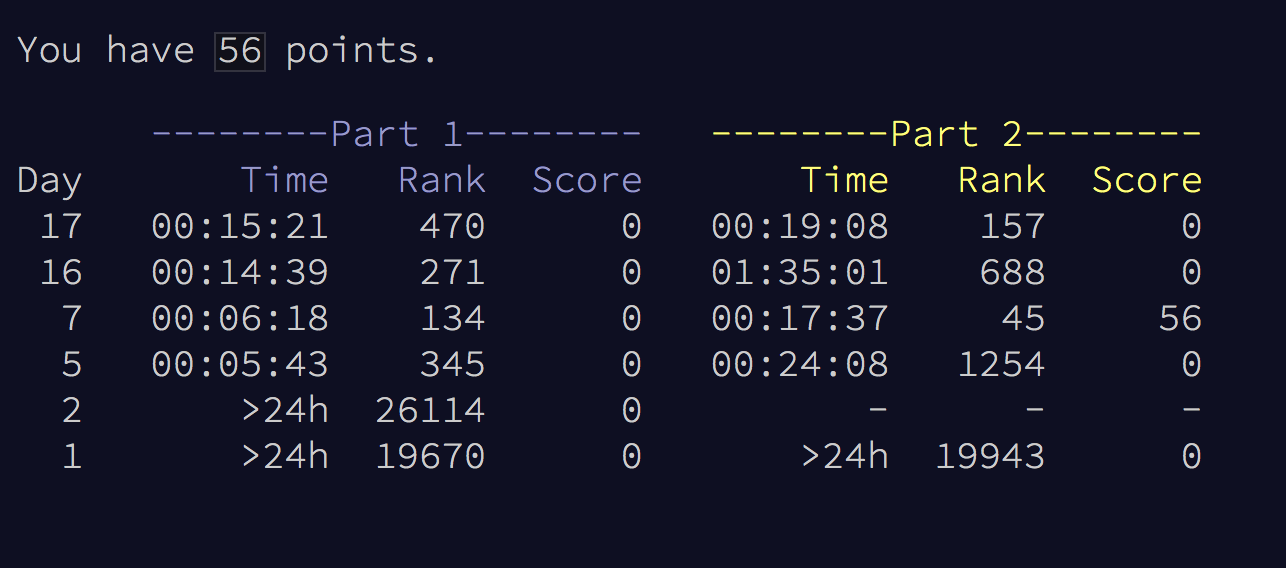 You have 56 points.
--------Part 1--------   --------Part 2--------
Day       Time   Rank  Score       Time   Rank  Score
 17   00:15:21    470      0   00:19:08    157      0
 16   00:14:39    271      0   01:35:01    688      0
  7   00:06:18    134      0   00:17:37     45     56
  5   00:05:43    345      0   00:24:08   1254      0
  2       >24h  26114      0          -      -      -
  1       >24h  19670      0       >24h  19943      0